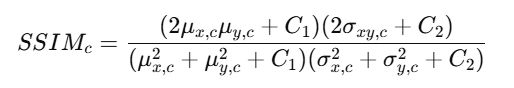 $SSIM_c = \frac{(2\mu_{x,c}\mu_{y,c} + C_1)(2\sigma_{xy,c} + C_2)}{(\mu_{x,c}^2 + \mu_{y,c}^2 + C_1)(\sigma_{x,c}^2 + \sigma_{y,c}^2 + C_2)}$